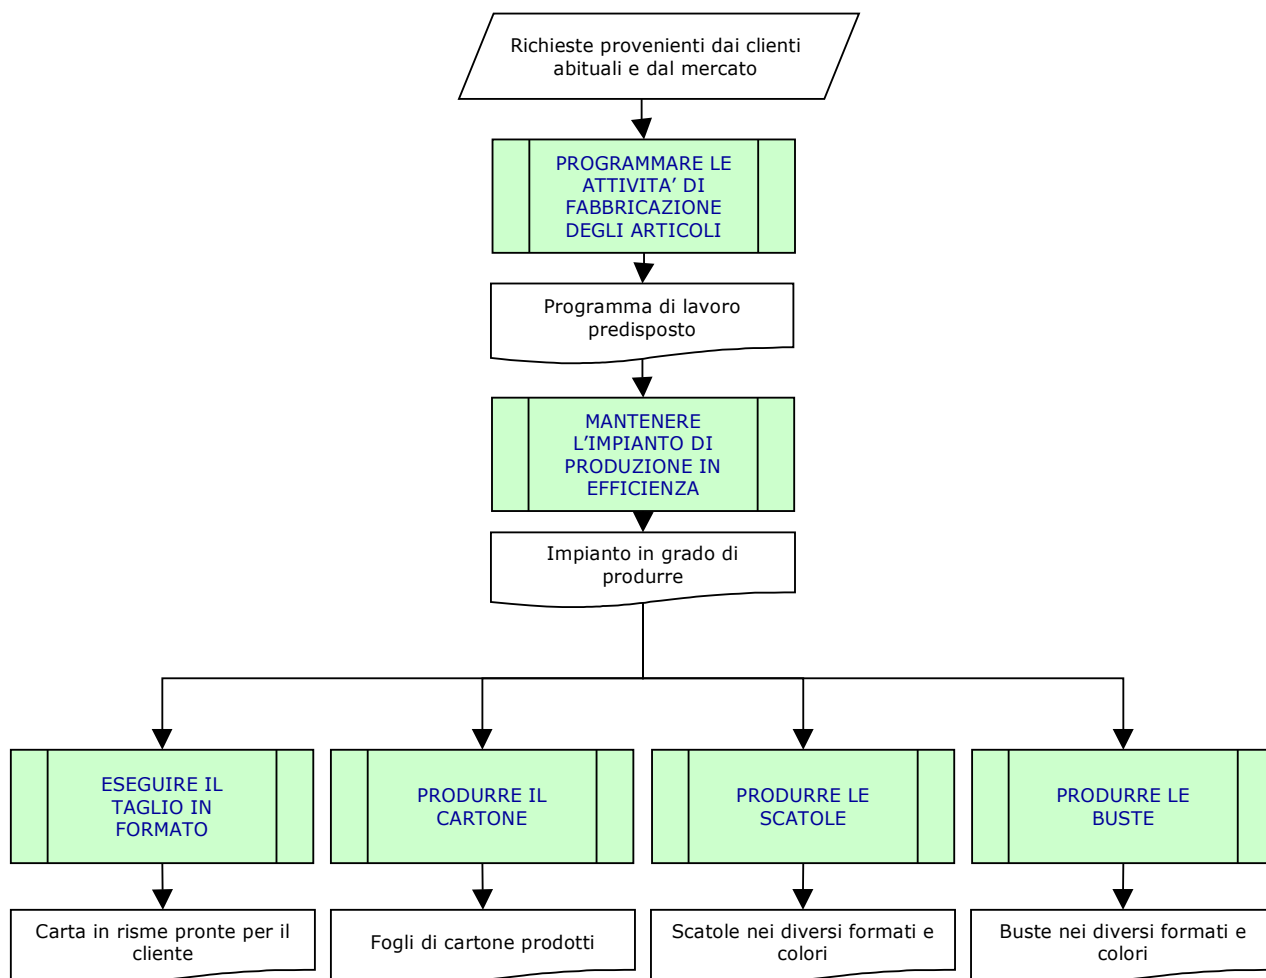 Richieste provenienti dai clienti
abituali e dal mercato
PROGRAMMARE LE
ATTIVITA’ DI
FABBRICAZIONE
DEGLI ARTICOLI
Programma di lavoro
predisposto
MANTENERE
L’IMPIANTO DI
PRODUZIONE IN
EFFICIENZA
Impianto in grado di
produrre
ESEGUIRE IL
TAGLIO IN
FORMATO
PRODURRE IL
CARTONE
PRODURRE LE
SCATOLE
PRODURRE LE
BUSTE
Carta in risme pronte per il
cliente
Fogli di cartone prodotti
Scatole nei diversi formati e
colori
Buste nei diversi formati e
colori